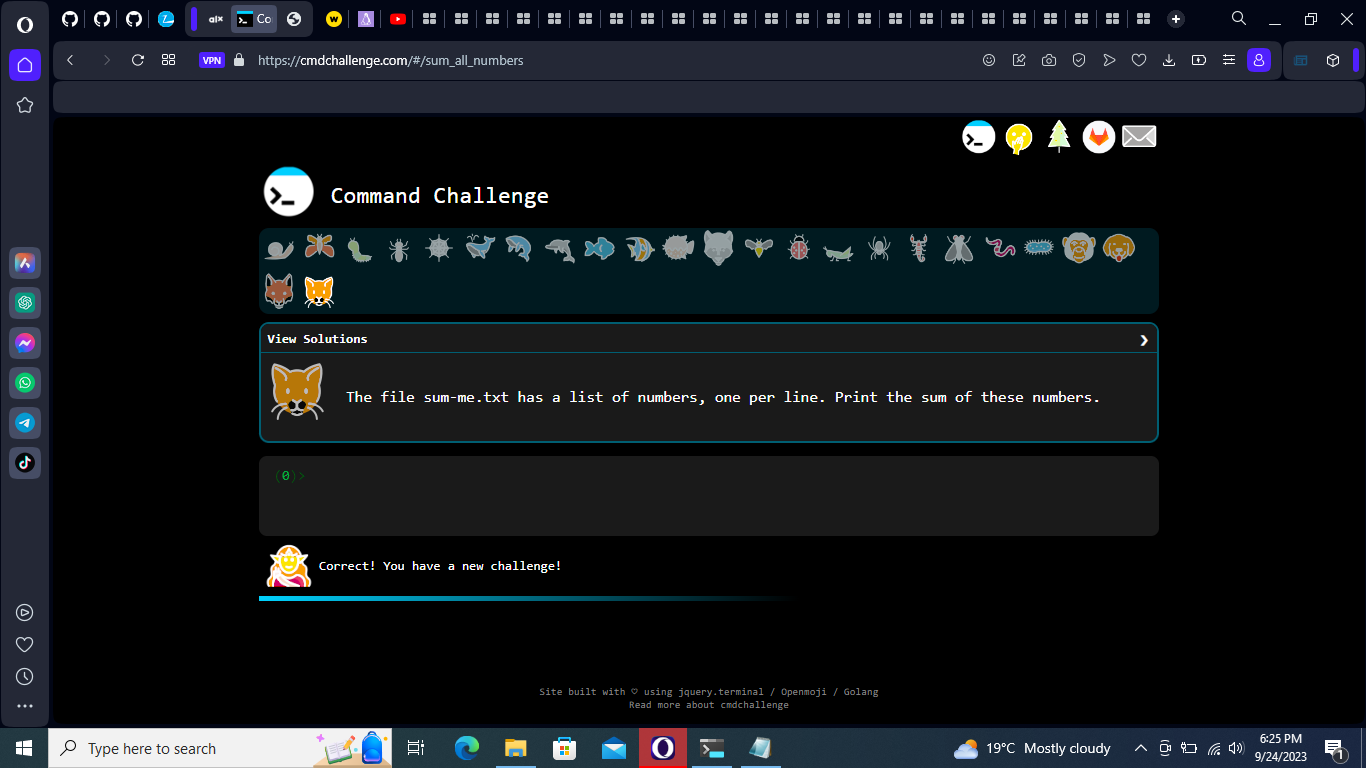 alx
Co
VPN
https://cmdchallenge.com/#/sum_all_numbers
Command Challenge
View Solutions
The file sum-me.txt has a list of numbers, one per line. Print the sum of these numbers.
(0)>
Correct! You have a new challenge!
Site built with ♡ using jquery.terminal / Openmoji / Golang
Read more about cmdchallenge
Type here to search
19°C Mostly cloudy
6:25 PM
9/24/2023
1